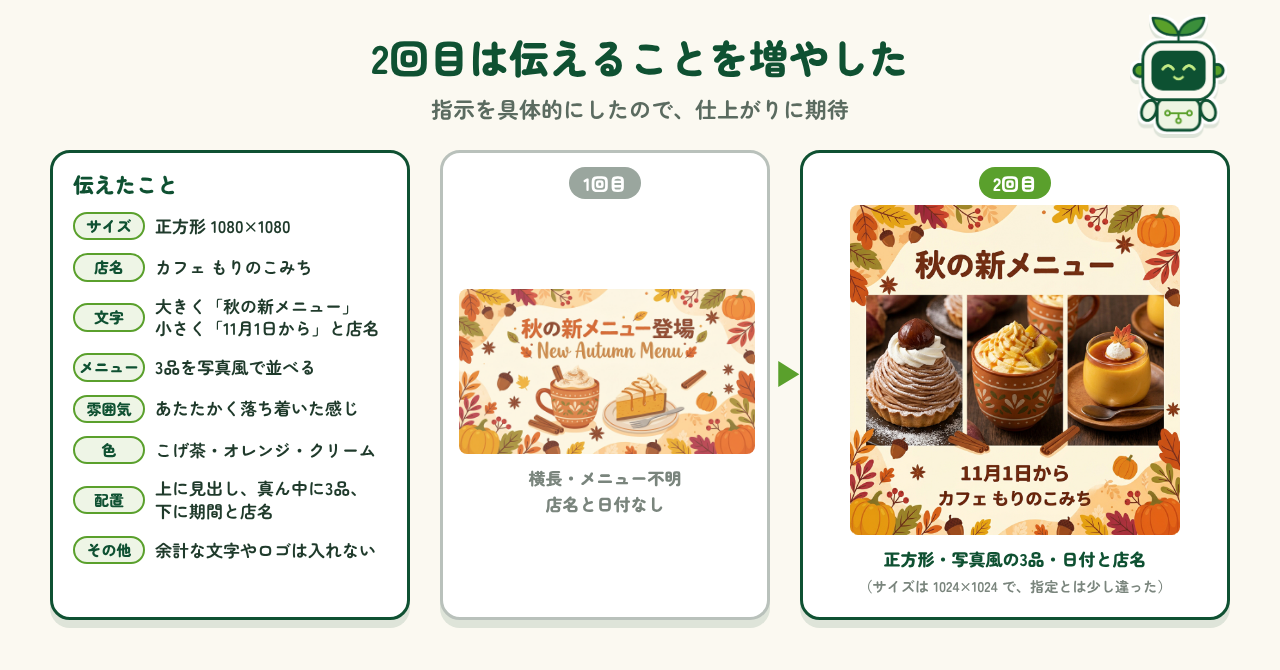 2回目は伝えることを増やした
指示を具体的にしたので、仕上がりに期待
伝えたこと
サイズ 正方形 1080×1080
店名 カフェ もりのこみち
文字 大きく「秋の新メニュー」
小さく「11月1日から」と店名
メニュー 3品を写真風で並べる
雰囲気 あたたかく落ち着いた感じ
色 こげ茶・オレンジ・クリーム
配置 上に見出し、真ん中に3品、
下に期間と店名
その他 余計な文字やロゴは入れない
1回目
秋の新メニュー登場
New Autumn Menu
横長・メニュー不明
店名と日付なし
2回目
秋の新メニュー
11月1日から
カフェ もりのこみち
正方形・写真風の3品・日付と店名
（サイズは 1024×1024 で、指定とは少し違った）